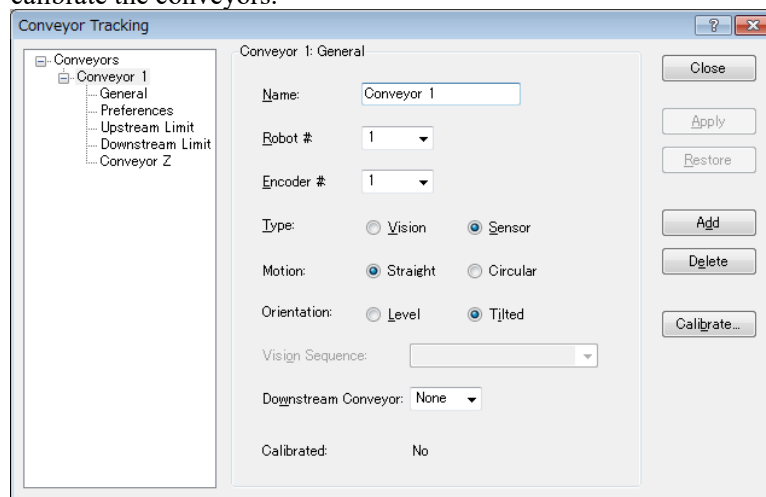 calibrate the conveyors.
Conveyor Tracking
Conveyors
Conveyor 1
General
Preferences
Upstream Limit
Downstream Limit
Conveyor Z
Conveyor 1: General
Name: Conveyor 1
Robot # 1
Encoder # 1
Type: Vision Sensor
Motion: Straight Circular
Orientation: Level Tilted
Vision Sequence:
Downstream Conveyor: None
Calibrated: No
Close
Apply
Restore
Add
Delete
Calibrate...